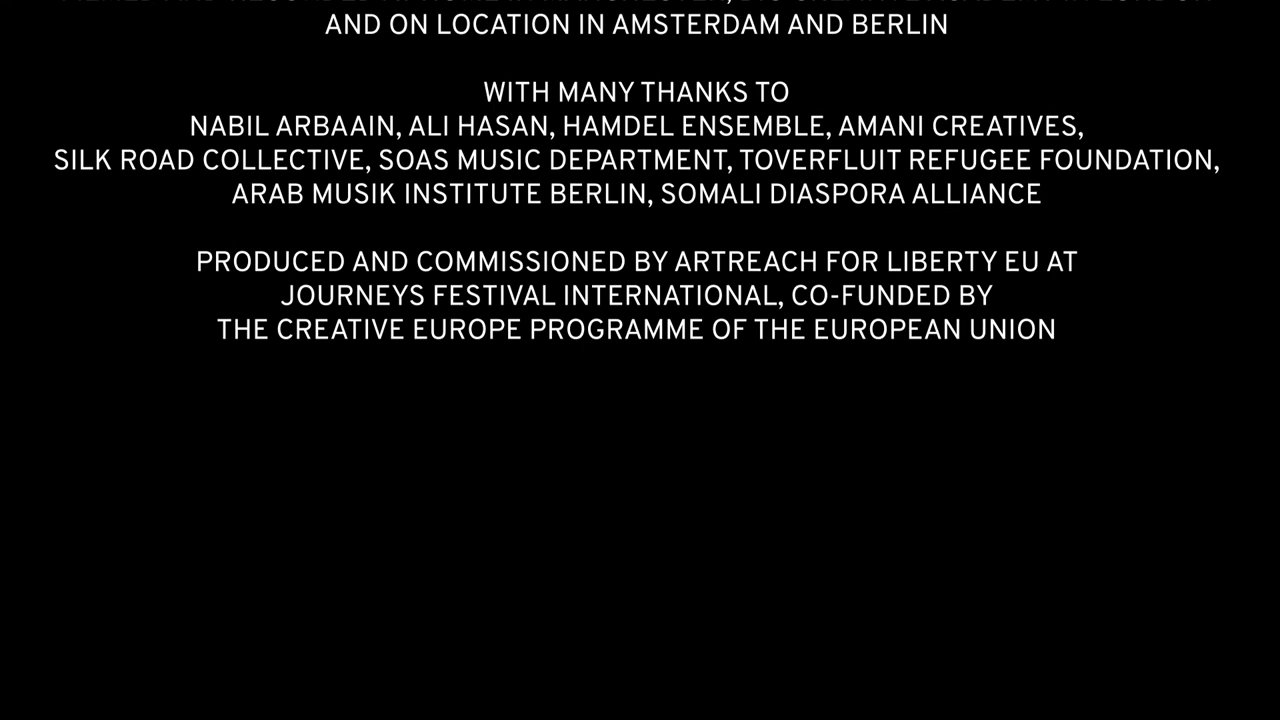 AND ON LOCATION IN AMSTERDAM AND BERLIN
WITH MANY THANKS TO
NABIL ARBAAIN, ALI HASAN, HAMDEL ENSEMBLE, AMANI CREATIVES,
SILK ROAD COLLECTIVE, SOAS MUSIC DEPARTMENT, TOVERFLUIT REFUGEE FOUNDATION,
ARAB MUSIK INSTITUTE BERLIN, SOMALI DIASPORA ALLIANCE
PRODUCED AND COMMISSIONED BY ARTREACH FOR LIBERTY EU AT
JOURNEYS FESTIVAL INTERNATIONAL, CO-FUNDED BY
THE CREATIVE EUROPE PROGRAMME OF THE EUROPEAN UNION